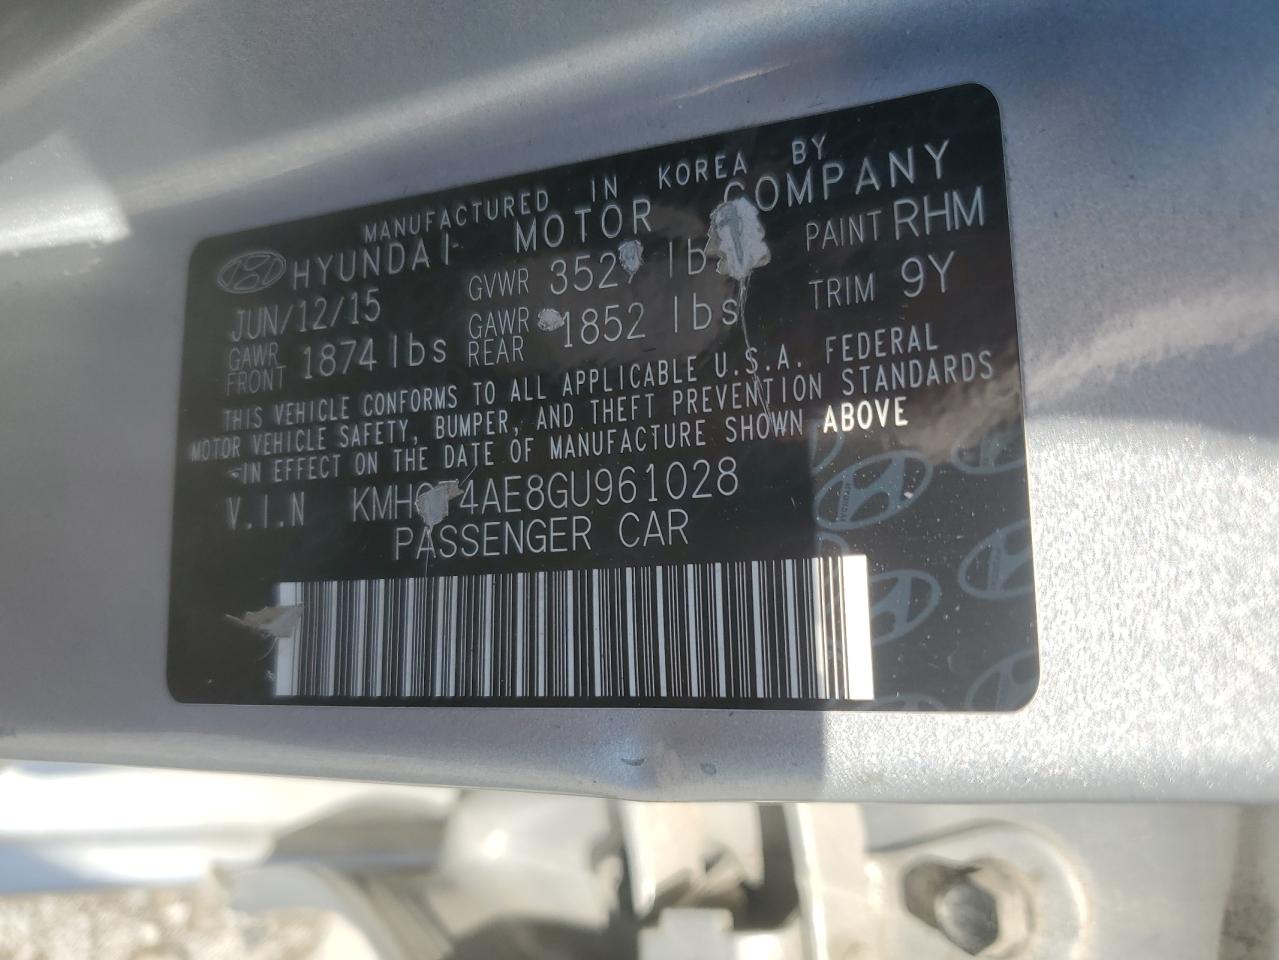 MANUFACTURED IN KOREA BY
HYUNDAI MOTOR COMPANY
JUN/12/15 GVWR lbs PAINT RHM
GAWR FRONT 1874 lbs GAWR REAR 1852 lbs TRIM 9Y
THIS VEHICLE CONFORMS TO ALL APPLICABLE U.S.A. FEDERAL
MOTOR VEHICLE SAFETY, BUMPER, AND THEFT PREVENTION STANDARDS
IN EFFECT ON THE DATE OF MANUFACTURE SHOWN ABOVE
V.I.N
PASSENGER CAR